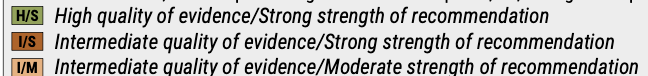 H/S High quality of evidence/Strong strength of recommendation
I/S Intermediate quality of evidence/Strong strength of recommendation
I/M Intermediate quality of evidence/Moderate strength of recommendation